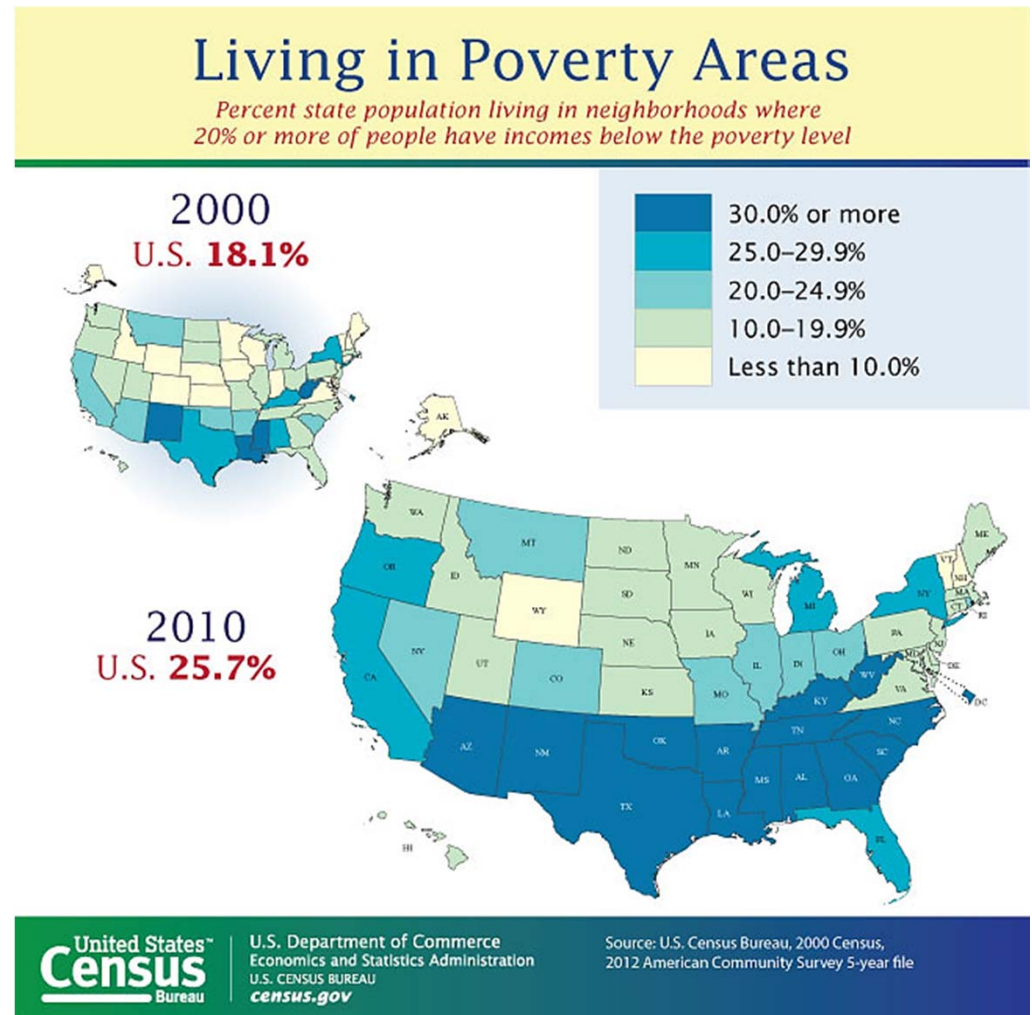 Living in Poverty Areas
Percent state population living in neighborhoods where
20% or more of people have incomes below the poverty level
2000
U.S. 18.1%
30.0% or more
25.0–29.9%
20.0–24.9%
10.0–19.9%
Less than 10.0%
2010
U.S. 25.7%
AK
WA
MT
ND
MN
ME
OR
ID
SD
WI
VT
NH
NY
MA
CT
RI
WY
MI
IA
PA
NJ
NE
NV
UT
CO
IL
IN
OH
MD
DE
CA
KS
MO
WV
VA
DC
KY
AZ
NM
OK
AR
TN
NC
SC
TX
MS
AL
GA
LA
FL
HI
United States™
Census
Bureau
U.S. Department of Commerce
Economics and Statistics Administration
U.S. CENSUS BUREAU
census.gov
Source: U.S. Census Bureau, 2000 Census,
2012 American Community Survey 5-year file